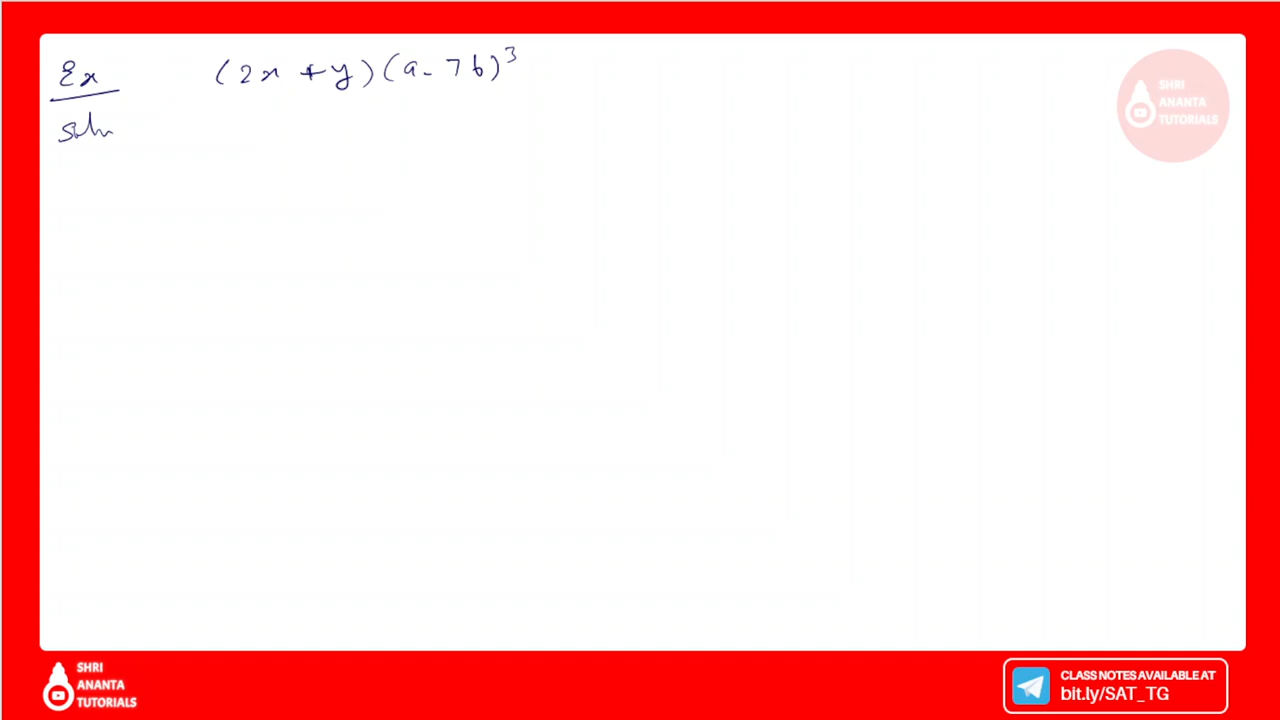 Ex (2x + y) (a - 7b)³
Soln
SHRI
ANANTA
TUTORIALS
SHRI
ANANTA
TUTORIALS
CLASS NOTES AVAILABLE AT
bit.ly/SAT_TG